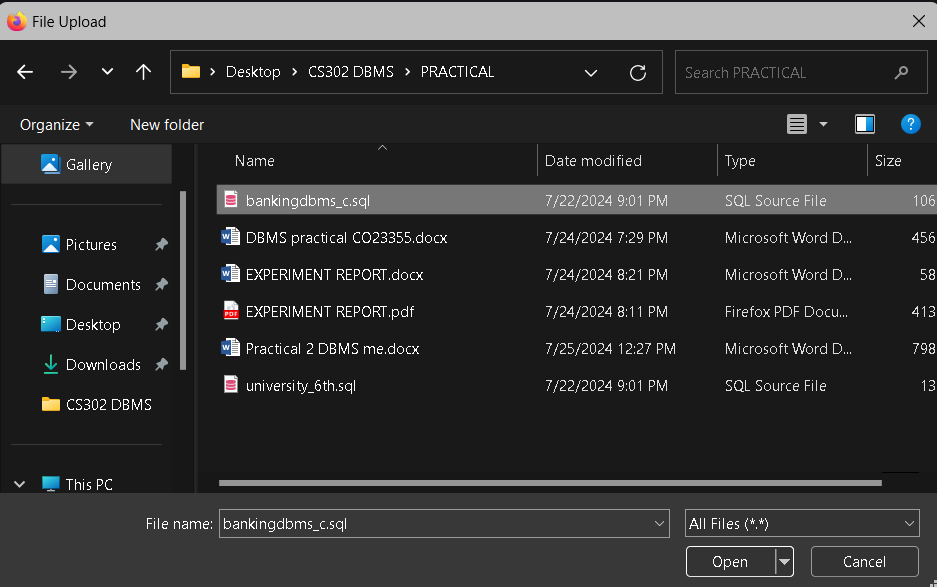 File Upload
Desktop > CS302 DBMS > PRACTICAL
Search PRACTICAL
Organize New folder
?
Name Date modified Type Size
Gallery
bankingdbms_c.sql 7/22/2024 9:01 PM SQL Source File 106
DBMS practical CO23355.docx 7/24/2024 7:29 PM Microsoft Word D... 456
EXPERIMENT REPORT.docx 7/24/2024 8:21 PM Microsoft Word D... 58
EXPERIMENT REPORT.pdf 7/24/2024 8:11 PM Firefox PDF Docu... 413
Practical 2 DBMS me.docx 7/25/2024 12:27 PM Microsoft Word D... 798
university_6th.sql 7/22/2024 9:01 PM SQL Source File 13
Pictures
Documents
Desktop
Downloads
CS302 DBMS
This PC
File name: bankingdbms_c.sql All Files (*.*)
Open Cancel